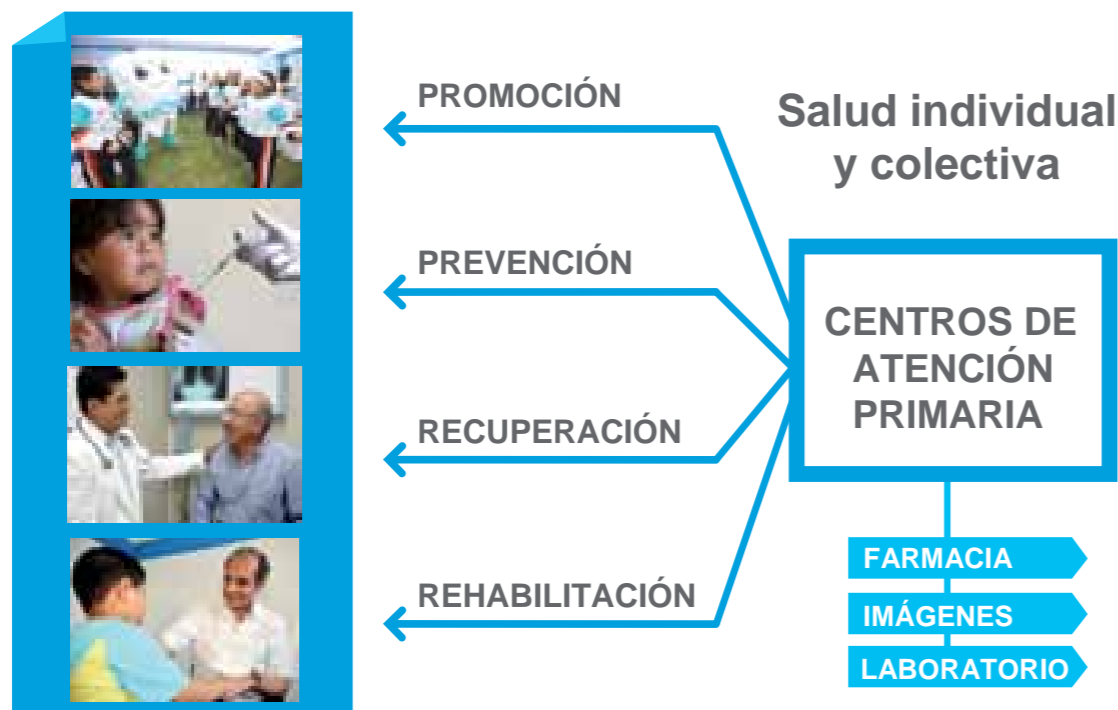 PROMOCIÓN
PREVENCIÓN
RECUPERACIÓN
REHABILITACIÓN
Salud individual
y colectiva
CENTROS DE
ATENCIÓN
PRIMARIA
FARMACIA
IMÁGENES
LABORATORIO